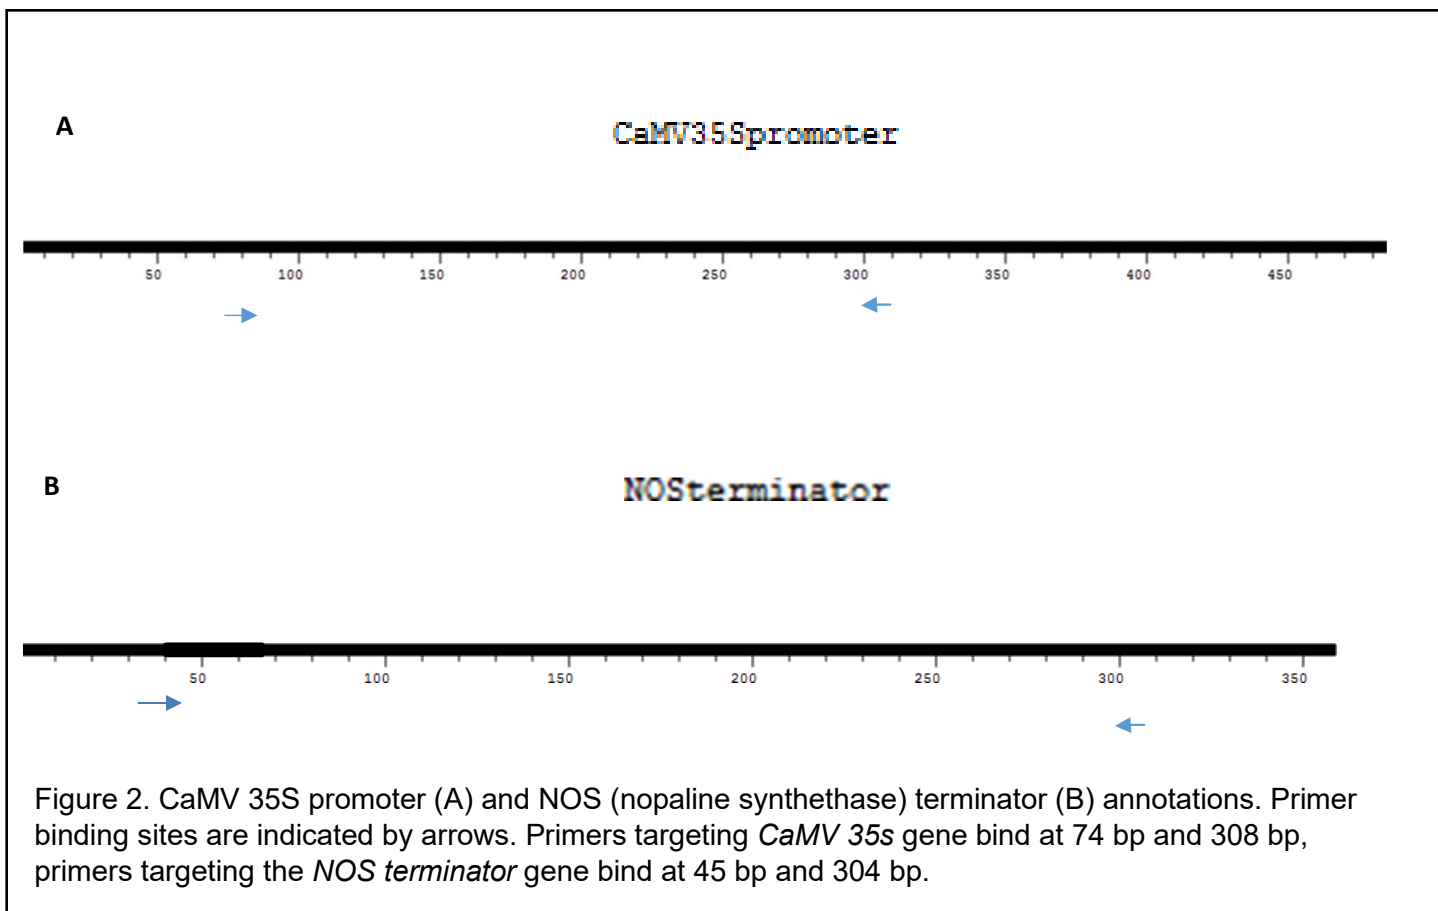 A
CaMV35Spromoter
50 100 150 200 250 300 350 400 450
B
NOSterminator
50 100 150 200 250 300 350
Figure 2. CaMV 35S promoter (A) and NOS (nopaline synthethase) terminator (B) annotations. Primer
binding sites are indicated by arrows. Primers targeting CaMV 35s gene bind at 74 bp and 308 bp,
primers targeting the NOS terminator gene bind at 45 bp and 304 bp.